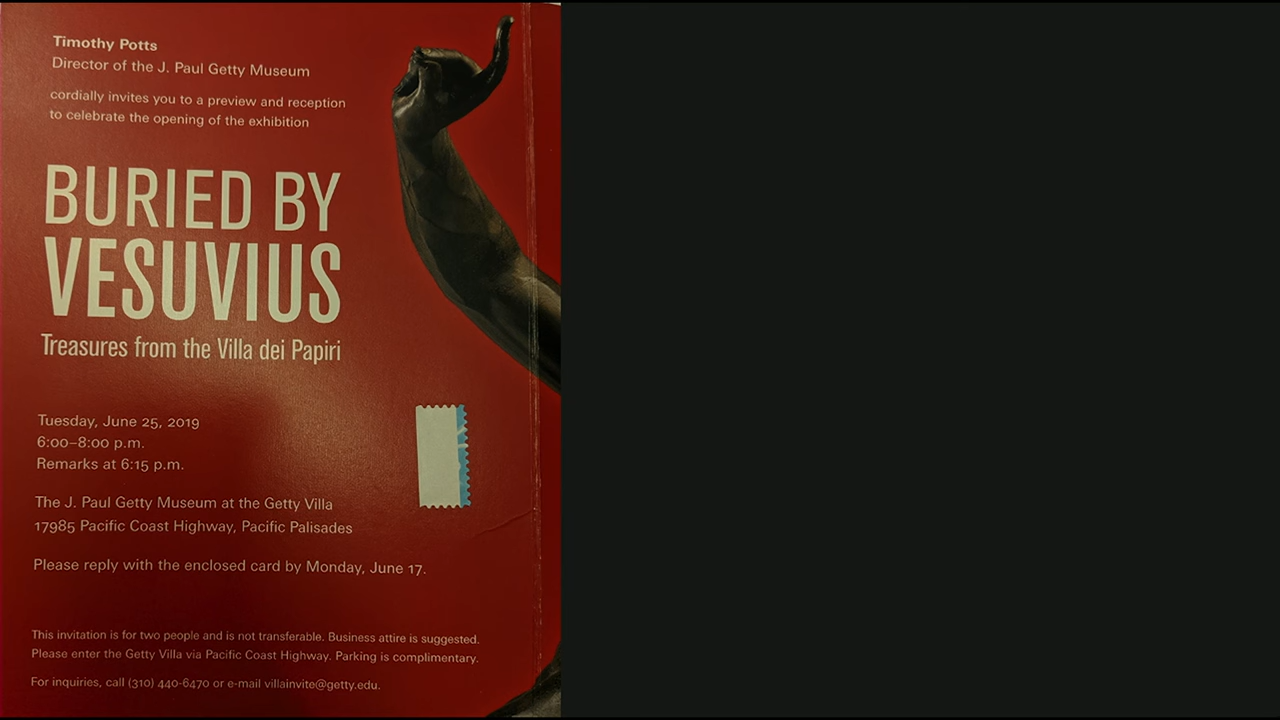 Timothy Potts
Director of the J. Paul Getty Museum
cordially invites you to a preview and reception
to celebrate the opening of the exhibition
BURIED BY
VESUVIUS
Treasures from the Villa dei Papiri
Tuesday, June 25, 2019
6:00–8:00 p.m.
Remarks at 6:15 p.m.
The J. Paul Getty Museum at the Getty Villa
17985 Pacific Coast Highway, Pacific Palisades
Please reply with the enclosed card by Monday, June 17.
This invitation is for two people and is not transferable. Business attire is suggested.
Please enter the Getty Villa via Pacific Coast Highway. Parking is complimentary.
For inquiries, call (310) 440-6470 or e-mail villainvite@getty.edu.